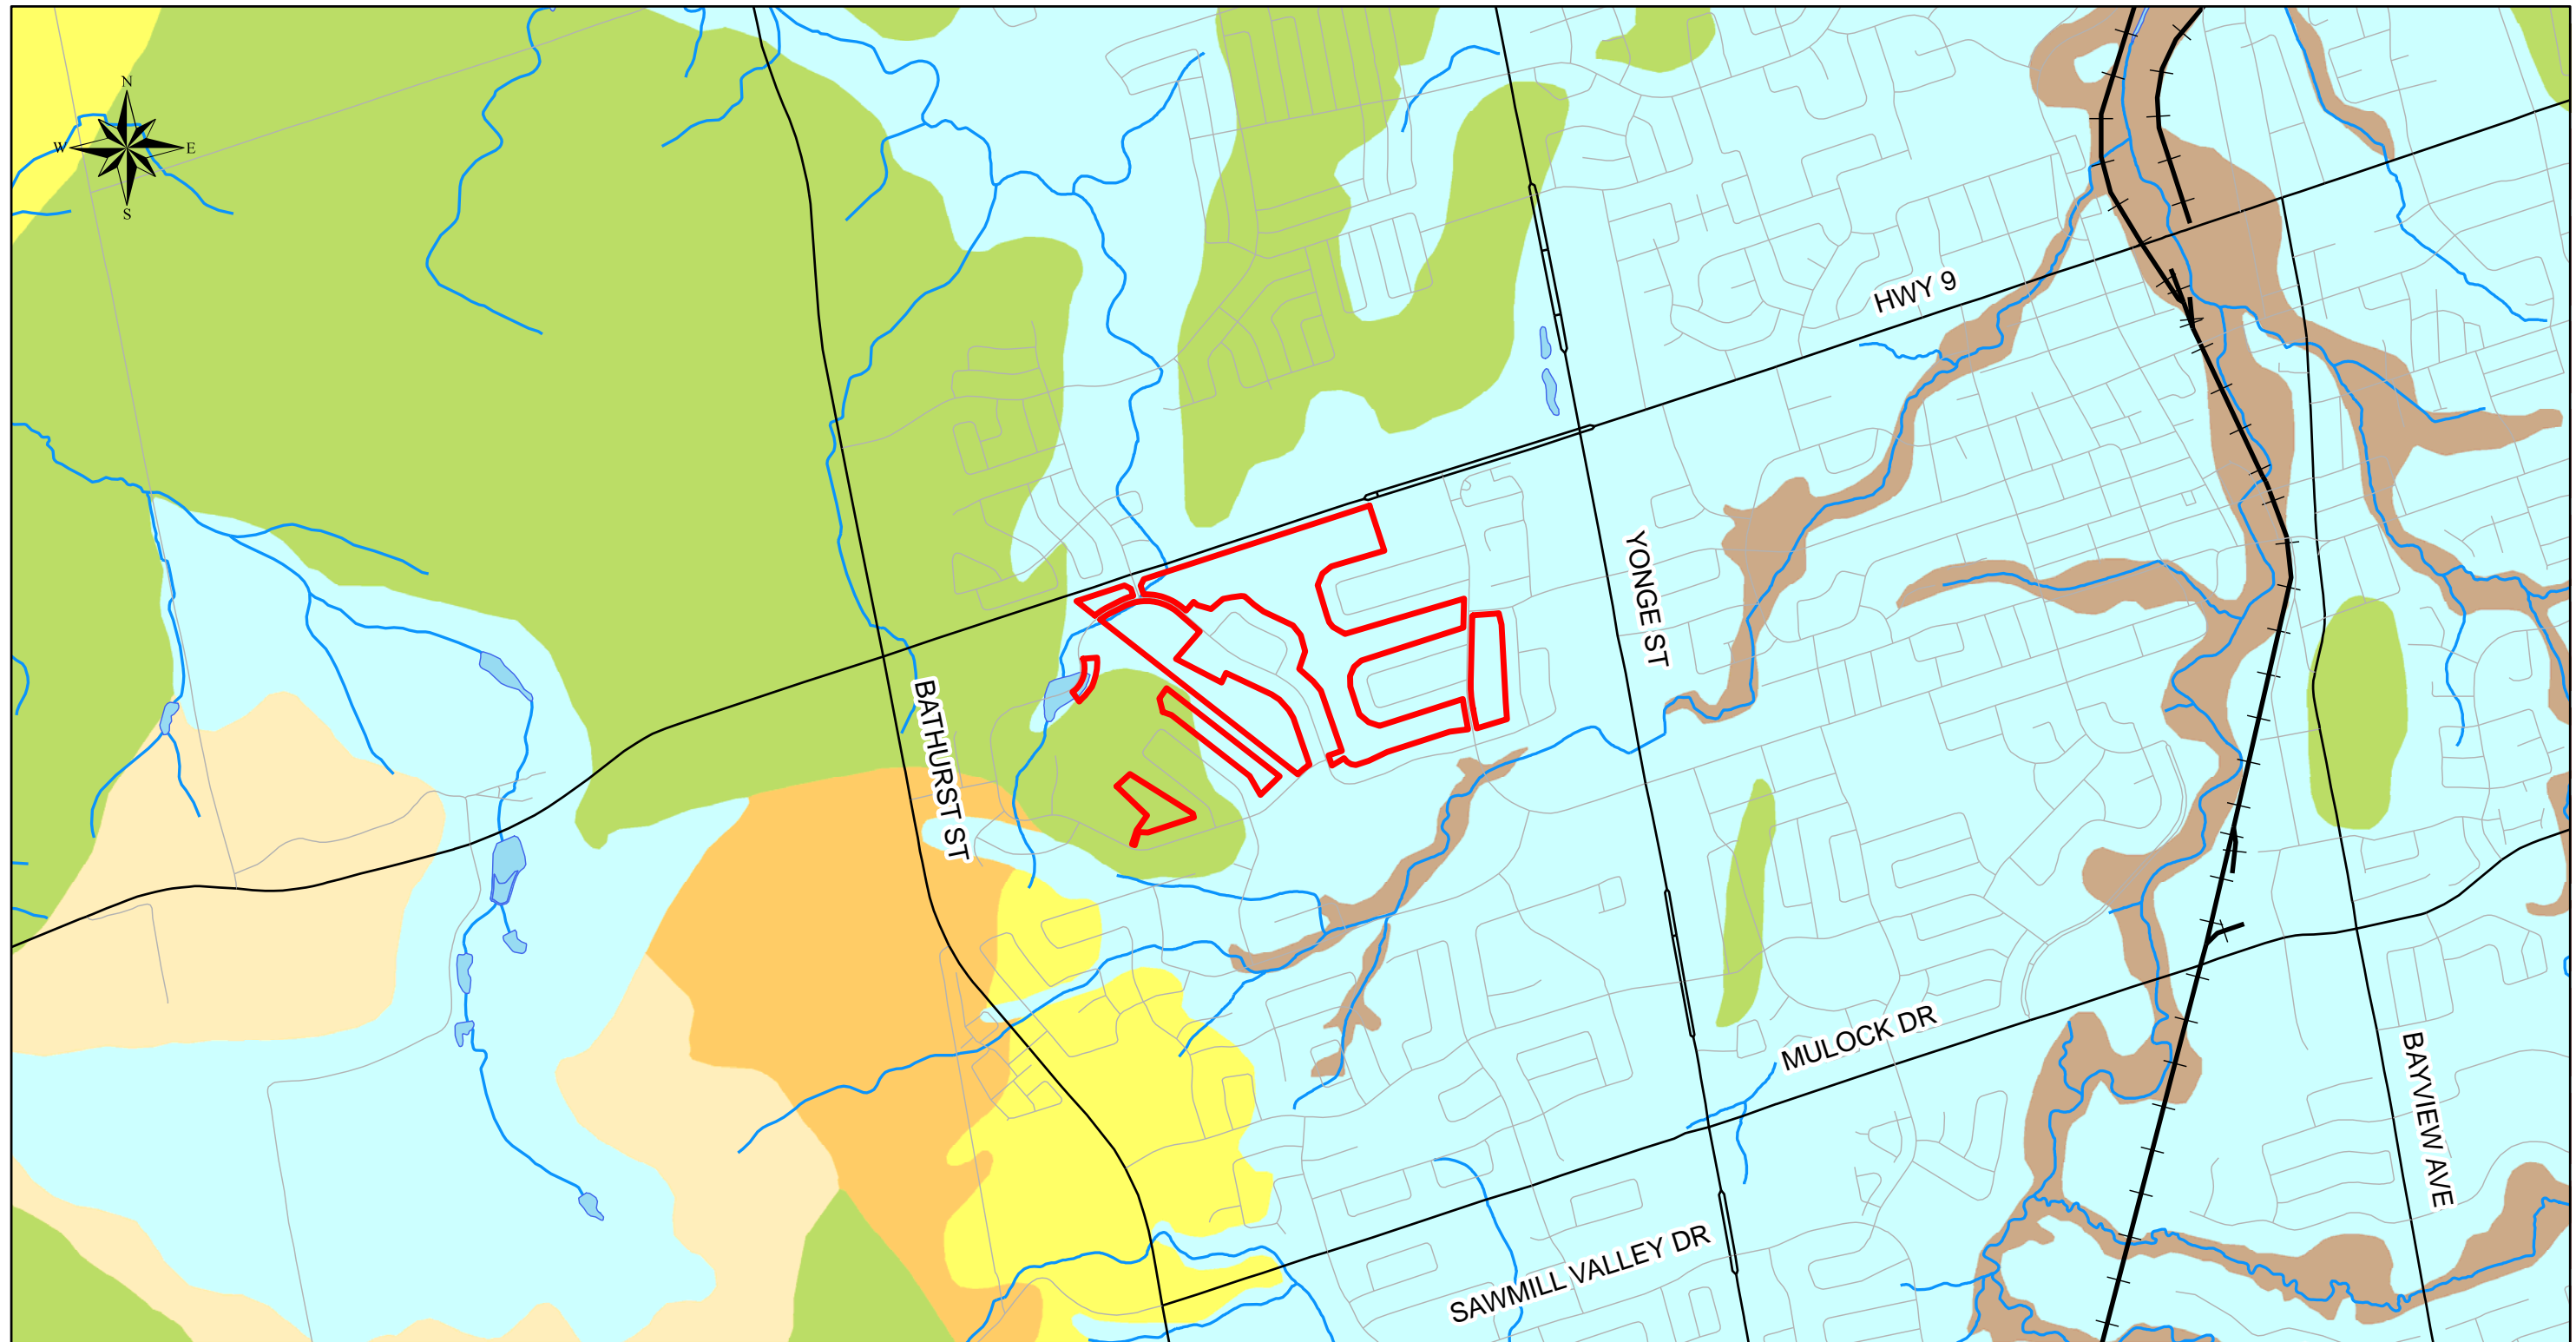 N
W E
S
HWY 9
YONGE ST
BATHURST ST
MULOCK DR
BAYVIEW AVE
SAWMILL VALLEY DR